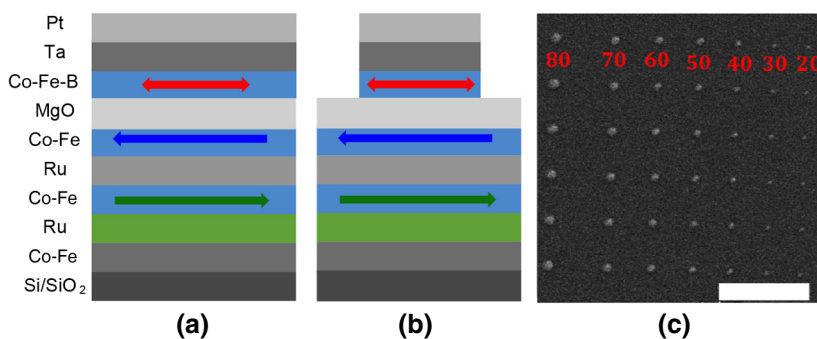 Pt
Ta
Co-Fe-B
MgO
Co-Fe
Ru
Co-Fe
Ru
Co-Fe
Si/SiO2
80 70 60 50 40 30 20
(a) (b) (c)